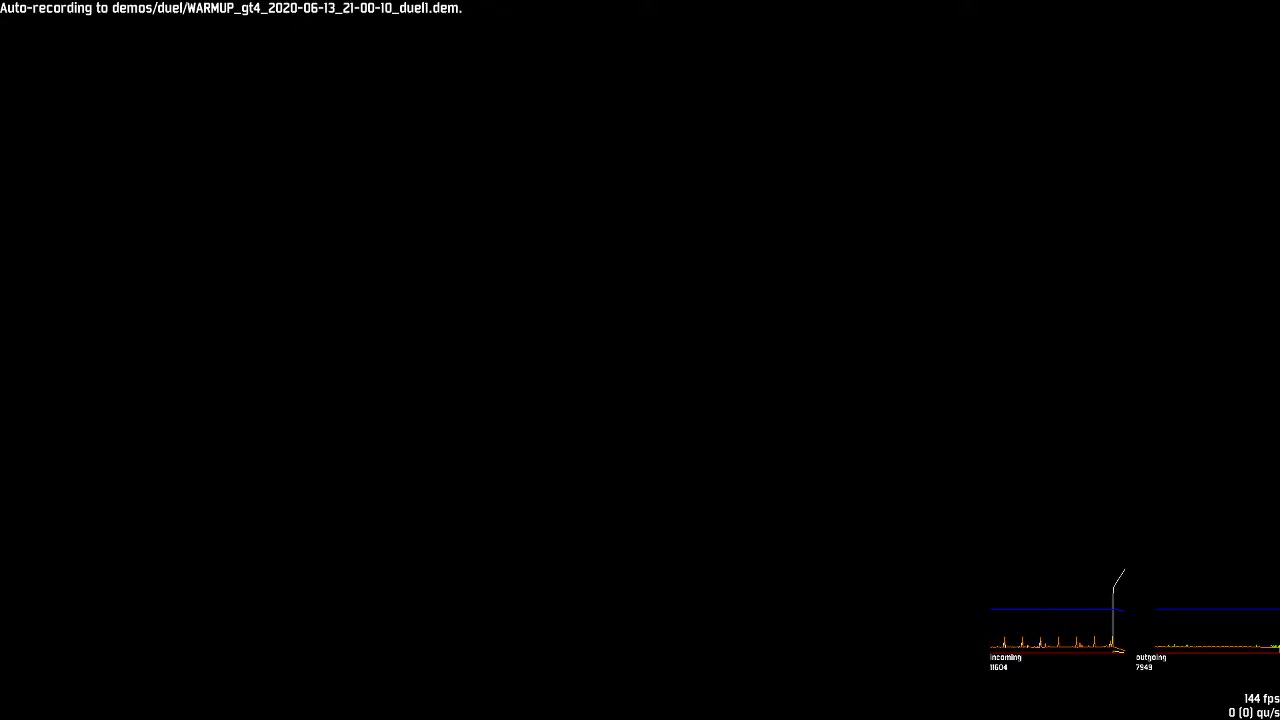 Auto-recording to demos/duel/WARMUP_gt4_2020-06-13_21-00-10_duel1.dem.
incoming
11604
outgoing
7949
144 fps
0 (0) qu/s